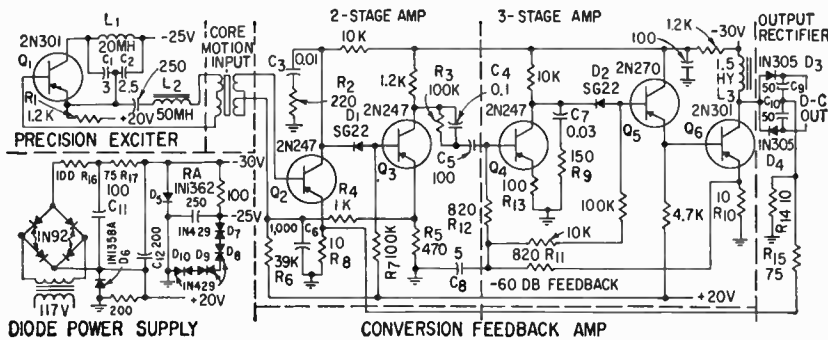 2-STAGE AMP
3-STAGE AMP
L1
20MH
-25V
2N301
Q1
C1
3
C2
2.5
250
L2
50MH
R1
1.2K
+20V
PRECISION EXCITER
CORE
MOTION
INPUT
10K
C3
0.01
R2
220
D1
SG22
2N247
Q2
1.2K
R3
100K
C4
0.1
2N247
Q3
C5
100
R4
1K
1,000
C6
39K
R6
10
R8
R7 100K
R5
470
5
C8
10K
2N247
Q4
D2
SG22
C7
0.03
150
R9
100
R13
820
R12
10K
820 R11
-60 DB FEEDBACK
100K
2N270
Q5
4.7K
100
1.2K
-30V
1.5
HY
L3
2N301
Q6
10
R10
+20V
OUTPUT
RECTIFIER
IN305
D3
50
C9
C10
50
D-C
OUT
IN305
D4
R14 10
R15
75
-30V
100
R16
75
R17
100
C11
1N92
IN1358A
D6
117V
200
C12 200
+20V
D5
RA
IN1362
250
100
-25V
IN429
D7
D8
D10
D9
IN429
DIODE POWER SUPPLY
CONVERSION FEEDBACK AMP